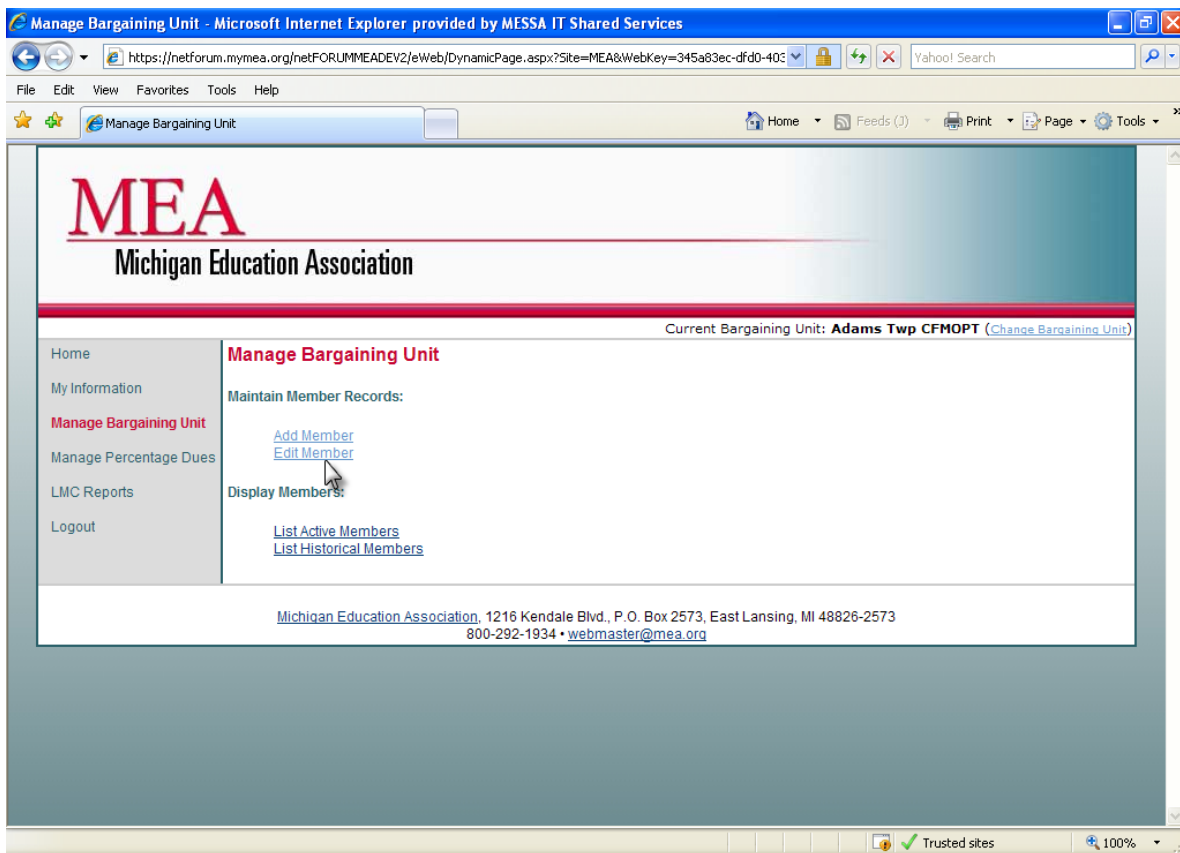 Manage Bargaining Unit - Microsoft Internet Explorer provided by MESSA IT Shared Services
https://netforum.mymea.org/netFORUMMEADEV2/eWeb/DynamicPage.aspx?Site=MEA&WebKey=345a83ec-dfd0-403
Yahoo! Search
File Edit View Favorites Tools Help
Manage Bargaining Unit
Home Feeds (J) Print Page Tools »
MEA
Michigan Education Association
Current Bargaining Unit: Adams Twp CFMOPT (Change Bargaining Unit)
Home
My Information
Manage Bargaining Unit
Manage Percentage Dues
LMC Reports
Logout
Manage Bargaining Unit
Maintain Member Records:
Add Member
Edit Member
Display Members:
List Active Members
List Historical Members
Michigan Education Association, 1216 Kendale Blvd., P.O. Box 2573, East Lansing, MI 48826-2573
800-292-1934 • webmaster@mea.org
Trusted sites
100%